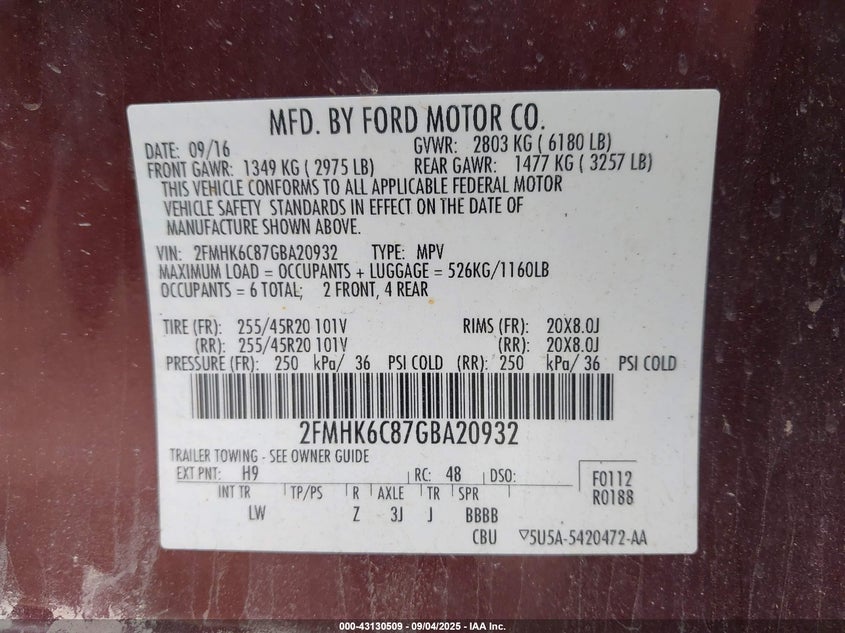 MFD. BY FORD MOTOR CO.
DATE: 09/16 GVWR: 2803 KG ( 6180 LB)
FRONT GAWR: 1349 KG ( 2975 LB) REAR GAWR: 1477 KG ( 3257 LB)
THIS VEHICLE CONFORMS TO ALL APPLICABLE FEDERAL MOTOR
VEHICLE SAFETY STANDARDS IN EFFECT ON THE DATE OF
MANUFACTURE SHOWN ABOVE.
VIN: 2FMHK6C87GBA20932 TYPE: MPV
MAXIMUM LOAD = OCCUPANTS + LUGGAGE = 526KG/1160LB
OCCUPANTS = 6 TOTAL; 2 FRONT, 4 REAR
TIRE (FR): 255/45R20 101V RIMS (FR): 20X8.0J
(RR): 255/45R20 101V (RR): 20X8.0J
PRESSURE (FR): 250 kPa/ 36 PSI COLD (RR): 250 kPa/ 36 PSI COLD
2FMHK6C87GBA20932
TRAILER TOWING - SEE OWNER GUIDE
EXT PNT: H9 RC: 48 DSO: F0112
INT TR TP/PS R AXLE TR SPR R0188
LW Z 3J J BBBB
CBU ▽5U5A-5420472-AA
000-43130509 - 09/04/2025 - IAA Inc.